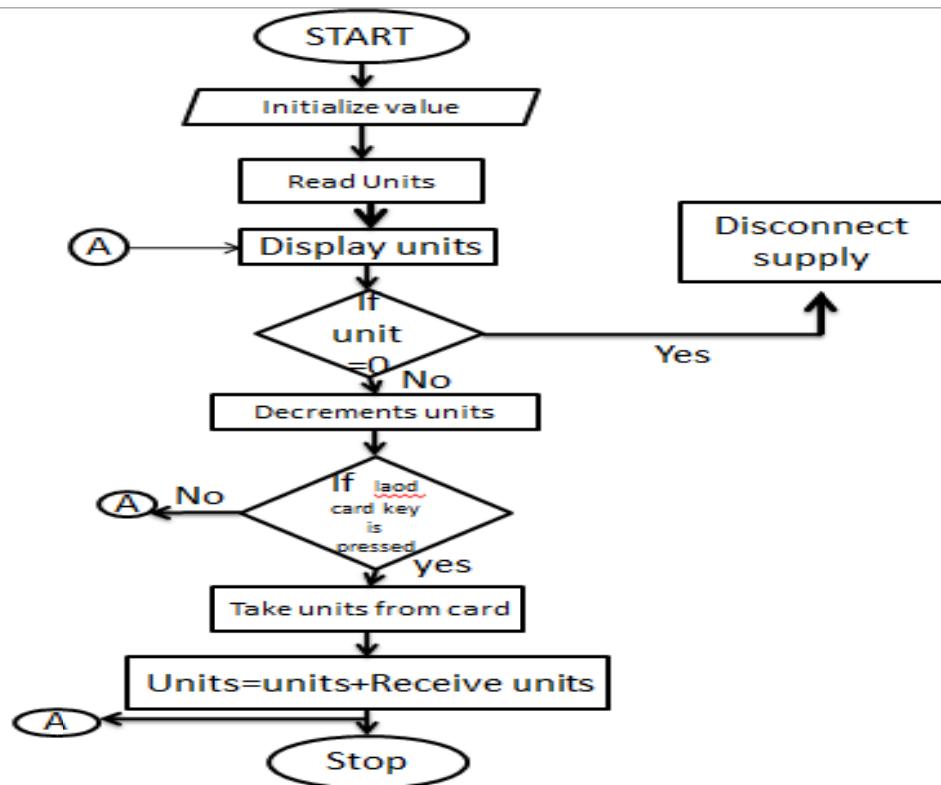 START
Initialize value
Read Units
A
Display units
Disconnect
supply
If
unit
=0
Yes
No
Decrements units
If laod
card key
is
pressed
No
A
yes
Take units from card
Units=units+Receive units
A
Stop